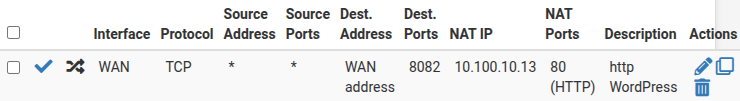 Interface Protocol Source Address Source Ports Dest. Address Dest. Ports NAT IP NAT Ports Description Actions
WAN TCP * * WAN address 8082 10.100.10.13 80 (HTTP) http WordPress